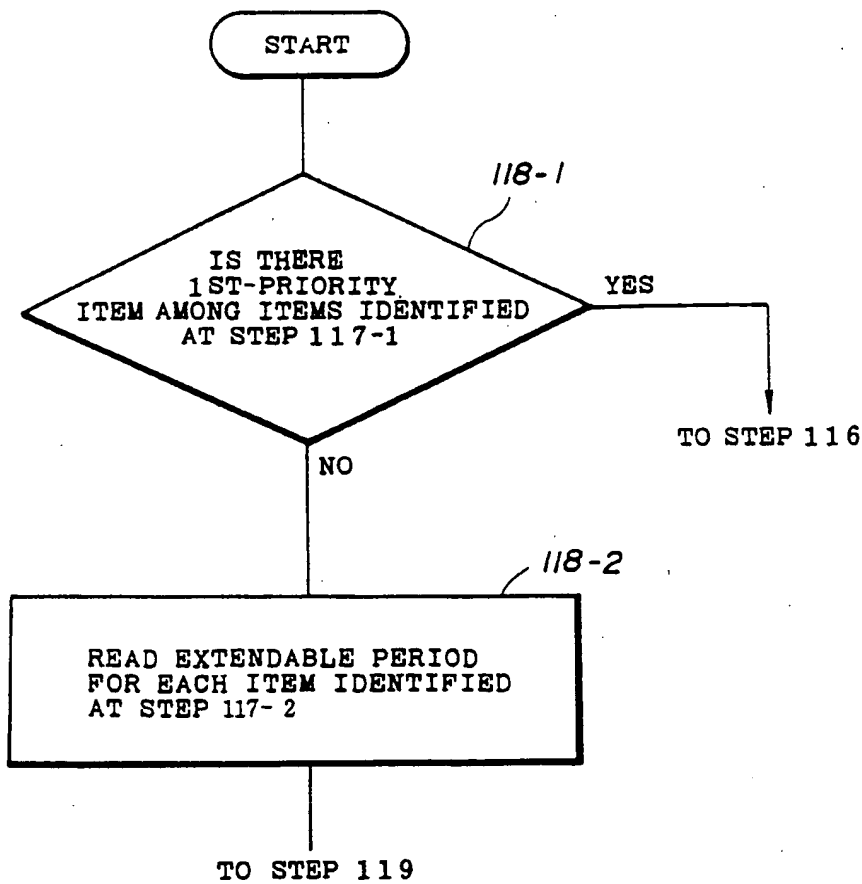 START
118-1
IS THERE
1ST-PRIORITY
ITEM AMONG ITEMS IDENTIFIED
AT STEP 117-1
YES
TO STEP 116
NO
118-2
READ EXTENDABLE PERIOD
FOR EACH ITEM IDENTIFIED
AT STEP 117-2
TO STEP 119